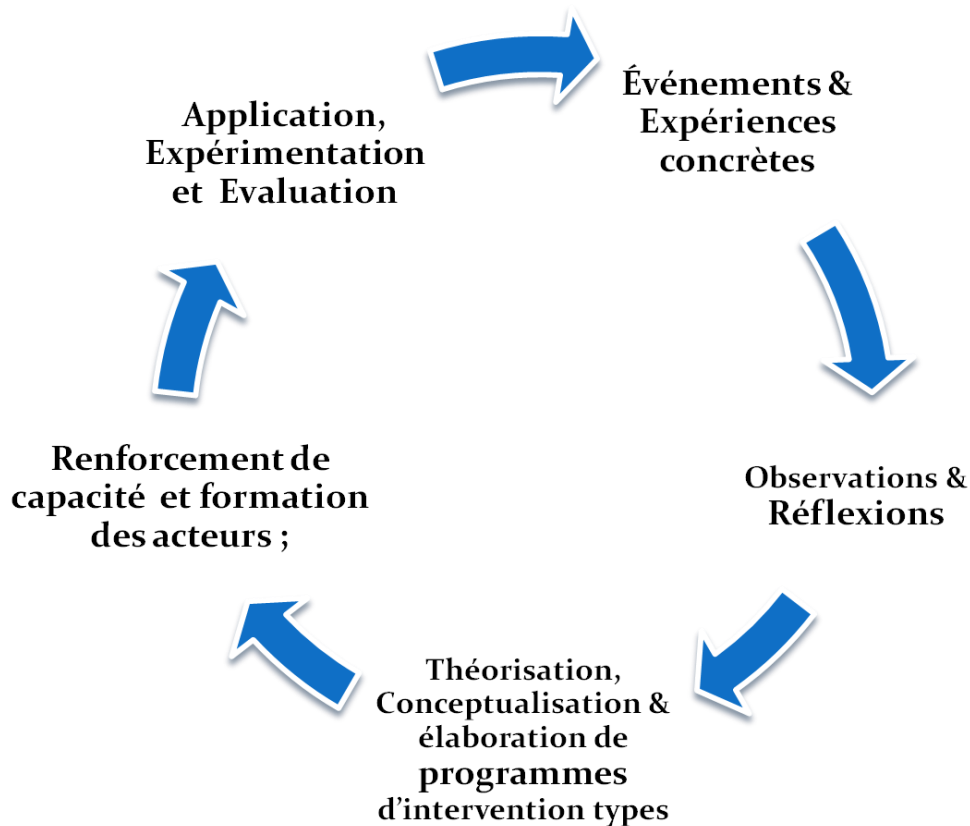 Application,
Expérimentation
et Evaluation
Événements &
Expériences
concrètes
Observations &
Réflexions
Théorisation,
Conceptualisation &
élaboration de
programmes
d'intervention types
Renforcement de
capacité et formation
des acteurs ;